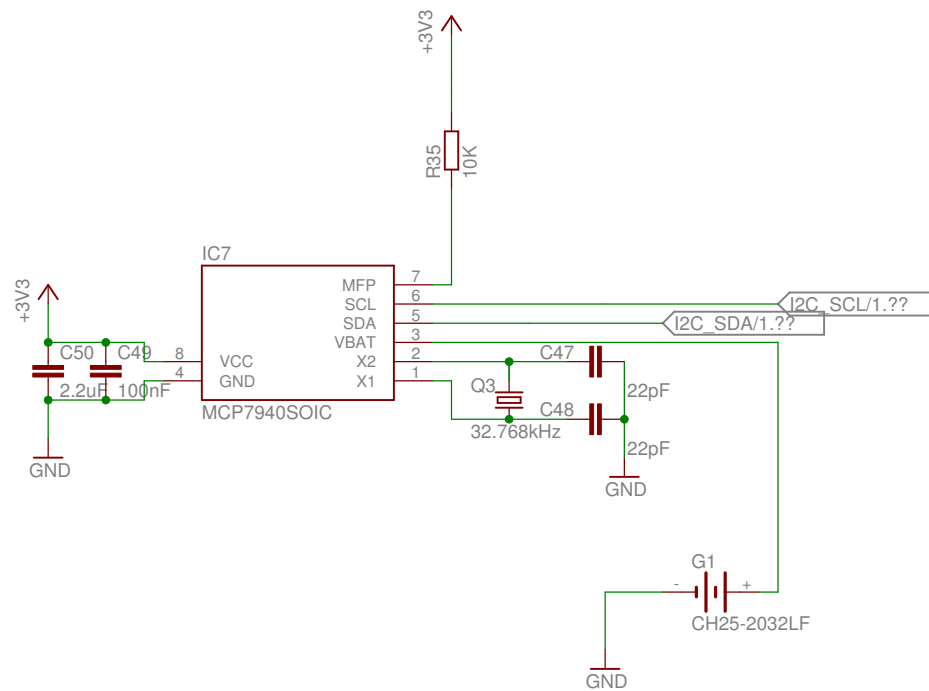 +3V3
R35
10K
IC7
MFP
7
SCL
6
I2C_SCL/1.??
SDA
5
I2C_SDA/1.??
VBAT
3
X2
2
X1
1
8
VCC
4
GND
MCP7940SOIC
+3V3
C50
C49
2.2uF
100nF
GND
C47
22pF
Q3
32.768kHz
C48
22pF
GND
G1
-
+
CH25-2032LF
GND